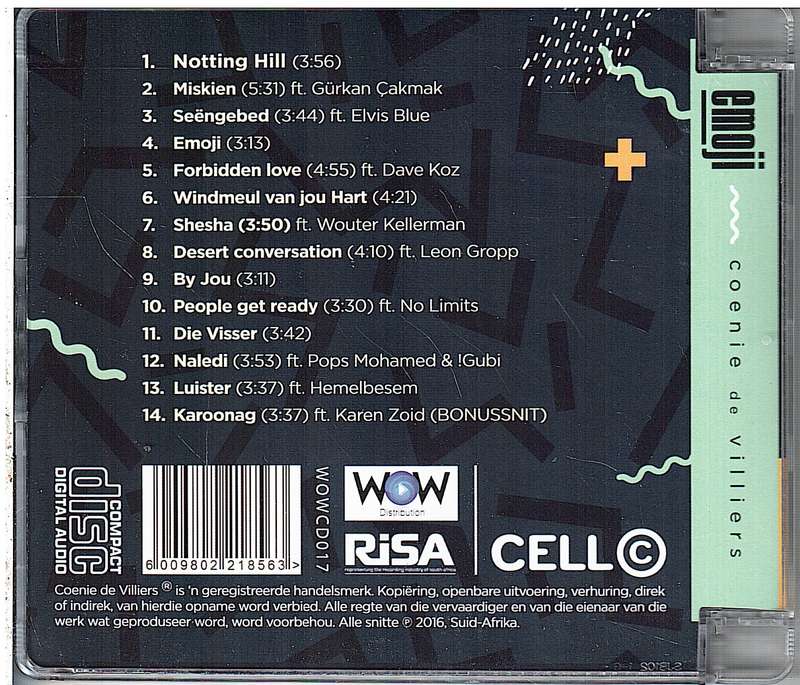 1. Notting Hill (3:56)
2. Miskien (5:31) ft. Gürkan Çakmak
3. Seëngebed (3:44) ft. Elvis Blue
4. Emoji (3:13)
5. Forbidden love (4:55) ft. Dave Koz
6. Windmeul van jou Hart (4:21)
7. Shesha (3:50) ft. Wouter Kellerman
8. Desert conversation (4:10) ft. Leon Gropp
9. By Jou (3:11)
10. People get ready (3:30) ft. No Limits
11. Die Visser (3:42)
12. Naledi (3:53) ft. Pops Mohamed & !Gubi
13. Luister (3:37) ft. Hemelbesem
14. Karoonag (3:37) ft. Karen Zoid (BONUSSNIT)
emoji
coenie de villiers
COMPACT
disc
DIGITAL AUDIO
6 009802 218563 >
WOWCD017
WOW
Distribution
RiSA
representing the recording industry of south africa
CELL C
Coenie de Villiers ® is 'n geregistreerde handelsmerk. Kopiëring, openbare uitvoering, verhuring, direk
of indirek, van hierdie opname word verbied. Alle regte van die vervaardiger en van die eienaar van die
werk wat geproduseer word, word voorbehou. Alle snitte ℗ 2016, Suid-Afrika.